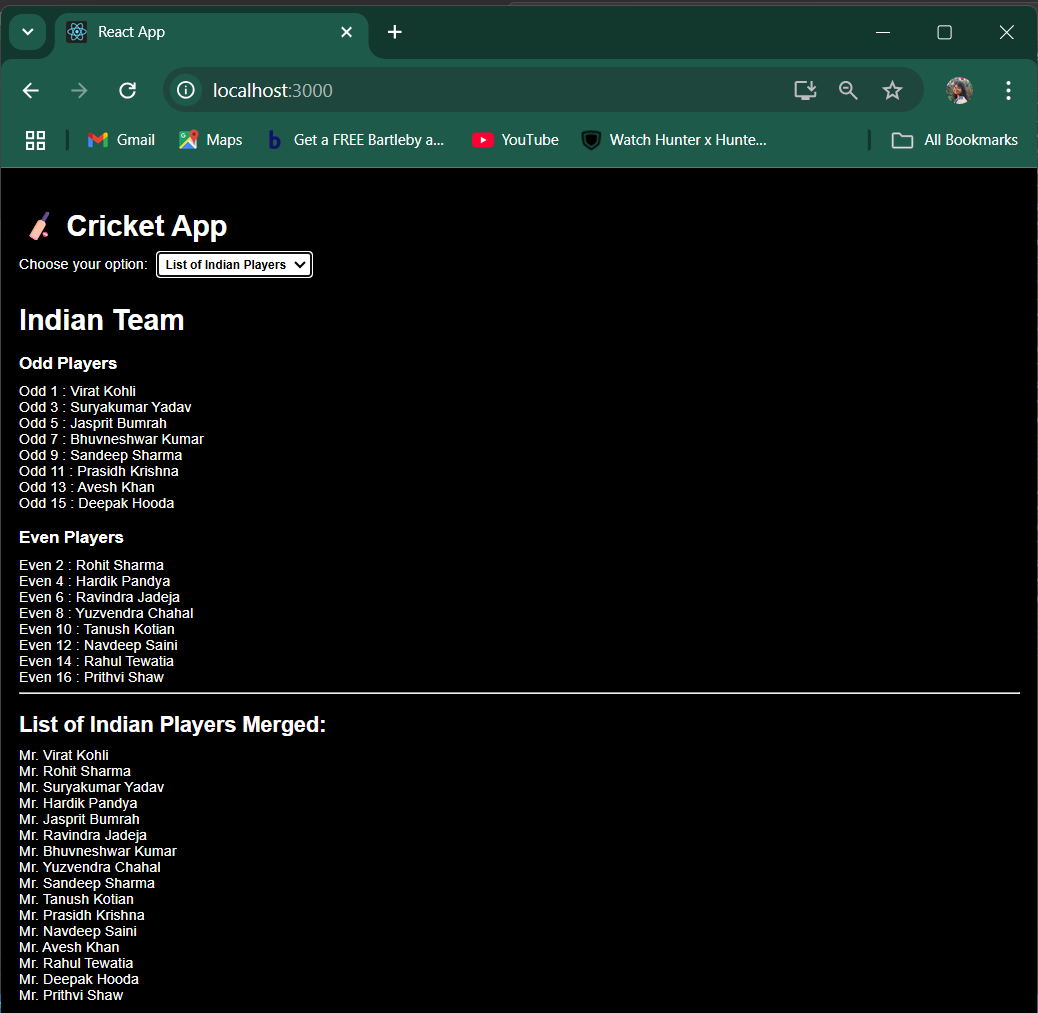 React App
localhost:3000
Gmail Maps b Get a FREE Bartleby a... YouTube Watch Hunter x Hunte... All Bookmarks
Cricket App
Choose your option: List of Indian Players
Indian Team
Odd Players
Odd 1 : Virat Kohli
Odd 3 : Suryakumar Yadav
Odd 5 : Jasprit Bumrah
Odd 7 : Bhuvneshwar Kumar
Odd 9 : Sandeep Sharma
Odd 11 : Prasidh Krishna
Odd 13 : Avesh Khan
Odd 15 : Deepak Hooda
Even Players
Even 2 : Rohit Sharma
Even 4 : Hardik Pandya
Even 6 : Ravindra Jadeja
Even 8 : Yuzvendra Chahal
Even 10 : Tanush Kotian
Even 12 : Navdeep Saini
Even 14 : Rahul Tewatia
Even 16 : Prithvi Shaw
List of Indian Players Merged:
Mr. Virat Kohli
Mr. Rohit Sharma
Mr. Suryakumar Yadav
Mr. Hardik Pandya
Mr. Jasprit Bumrah
Mr. Ravindra Jadeja
Mr. Bhuvneshwar Kumar
Mr. Yuzvendra Chahal
Mr. Sandeep Sharma
Mr. Tanush Kotian
Mr. Prasidh Krishna
Mr. Navdeep Saini
Mr. Avesh Khan
Mr. Rahul Tewatia
Mr. Deepak Hooda
Mr. Prithvi Shaw